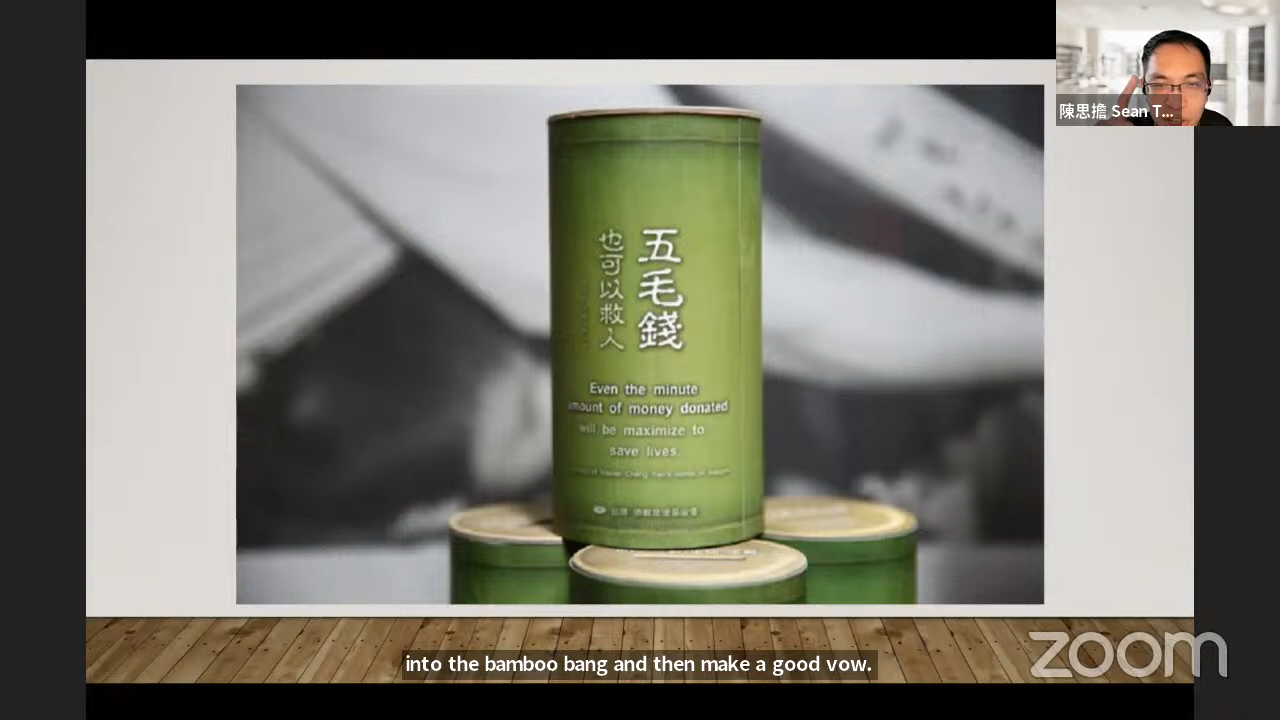 陳思擔 Sean T...
五毛錢
也可以救人
Even the minute
amount of money donated
will be maximize to
save lives.
into the bamboo bang and then make a good vow.
zoom